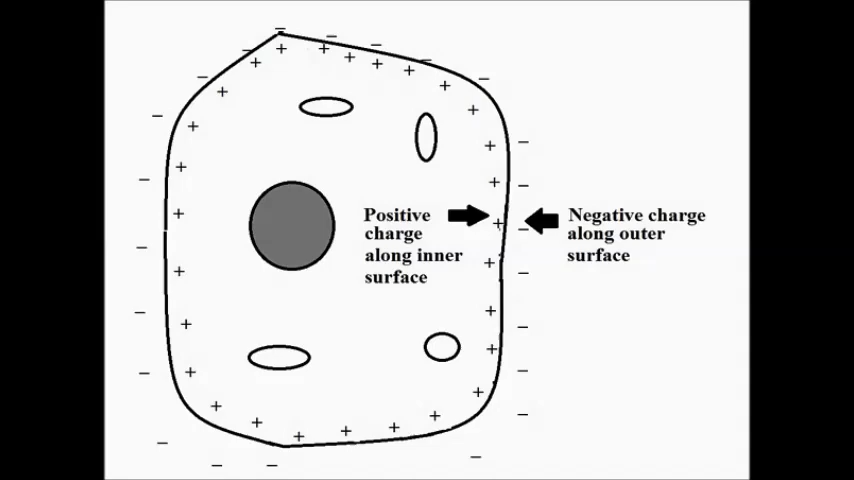 Positive
charge
along inner
surface
Negative charge
along outer
surface